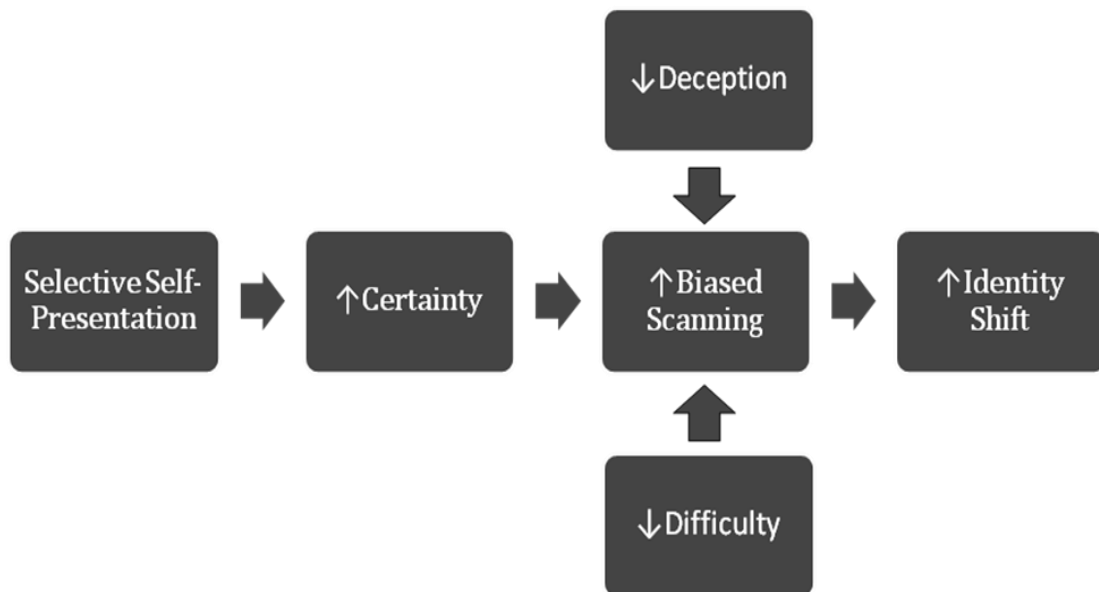 ↓Deception
Selective Self-
Presentation
↑Certainty
↑Biased
Scanning
↑Identity
Shift
↓Difficulty